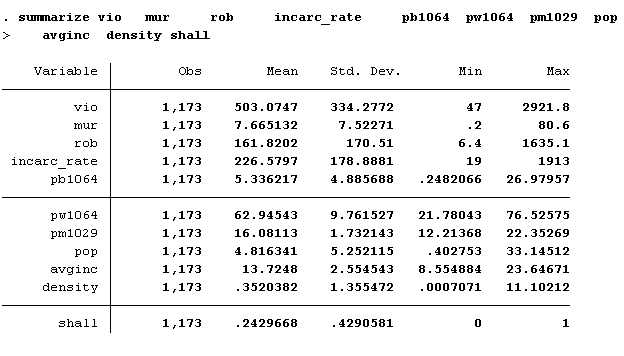 . summarize vio mur rob incarc_rate pb1064 pw1064 pm1029 pop
> avginc density shall
Variable Obs Mean Std. Dev. Min Max
vio 1,173 503.0747 334.2772 47 2921.8
mur 1,173 7.665132 7.52271 .2 80.6
rob 1,173 161.8202 170.51 6.4 1635.1
incarc_rate 1,173 226.5797 178.8881 19 1913
pb1064 1,173 5.336217 4.885688 .2482066 26.97957
pw1064 1,173 62.94543 9.761527 21.78043 76.52575
pm1029 1,173 16.08113 1.732143 12.21368 22.35269
pop 1,173 4.816341 5.252115 .402753 33.14512
avginc 1,173 13.7248 2.554543 8.554884 23.64671
density 1,173 .3520382 1.355472 .0007071 11.10212
shall 1,173 .2429668 .4290581 0 1